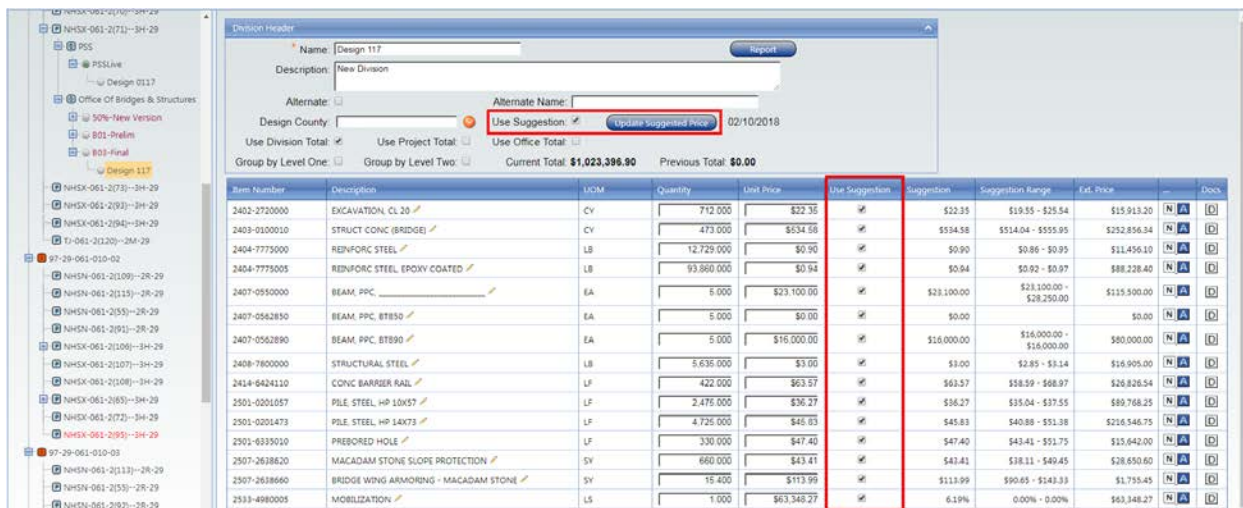 NHSX-061-2(70)--3H-29
NHSX-061-2(71)--3H-29
PSS
PSSLive
Design 0117
Office Of Bridges & Structures
50%-New Version
B01-Prelim
B03-Final
Design 117
NHSX-061-2(73)--3H-29
NHSX-061-2(93)--3H-29
NHSX-061-2(94)--3H-29
TJ-061-2(120)--2M-29
97-29-061-010-02
NHSN-061-2(109)--2R-29
NHSN-061-2(115)--2R-29
NHSN-061-2(55)--2R-29
NHSN-061-2(91)--2R-29
NHSX-061-2(106)--3H-29
NHSX-061-2(107)--3H-29
NHSX-061-2(108)--3H-29
NHSX-061-2(65)--3H-29
NHSX-061-2(72)--3H-29
NHSX-061-2(95)--3H-29
97-29-061-010-03
NHSN-061-2(113)--2R-29
NHSN-061-2(55)--2R-29
NHSN-061-2(92)--2R-29
Division Header
* Name: Design 117 Report
Description: New Division
Alternate: Alternate Name:
Design County: Use Suggestion: Update Suggested Price 02/10/2018
Use Division Total: Use Project Total: Use Office Total:
Group by Level One: Group by Level Two: Current Total: $1,023,396.90 Previous Total: $0.00
Item Number Description UOM Quantity Unit Price Use Suggestion Suggestion Suggestion Range Ext. Price ... Docs
2402-2720000 EXCAVATION, CL 20 CY 712.000 $22.35 $22.35 $19.55 - $25.54 $15,913.20 N A D
2403-0100010 STRUCT CONC (BRIDGE) CY 473.000 $534.58 $534.58 $514.04 - $555.95 $252,856.34 N A D
2404-7775000 REINFORC STEEL LB 12,729.000 $0.90 $0.90 $0.86 - $0.95 $11,456.10 N A D
2404-7775005 REINFORC STEEL, EPOXY COATED LB 93,860.000 $0.94 $0.94 $0.92 - $0.97 $88,228.40 N A D
2407-0550000 BEAM, PPC, ____________________ EA 5.000 $23,100.00 $23,100.00 $23,100.00 - $28,250.00 $115,500.00 N A D
2407-0562850 BEAM, PPC, BTB50 EA 5.000 $0.00 $0.00 $0.00 N A D
2407-0562890 BEAM, PPC, BTB90 EA 5.000 $16,000.00 $16,000.00 $16,000.00 - $16,000.00 $80,000.00 N A D
2408-7800000 STRUCTURAL STEEL LB 5,635.000 $3.00 $3.00 $2.85 - $3.14 $16,905.00 N A D
2414-6424110 CONC BARRIER RAIL LF 422.000 $63.57 $63.57 $58.59 - $68.97 $26,826.54 N A D
2501-0201057 PILE, STEEL, HP 10X57 LF 2,475.000 $36.27 $36.27 $35.04 - $37.55 $89,768.25 N A D
2501-0201473 PILE, STEEL, HP 14X73 LF 4,725.000 $45.83 $45.83 $40.88 - $51.38 $216,546.75 N A D
2501-6335010 PREBORED HOLE LF 330.000 $47.40 $47.40 $43.41 - $51.75 $15,642.00 N A D
2507-2638620 MACADAM STONE SLOPE PROTECTION SY 660.000 $43.41 $43.41 $38.11 - $49.45 $28,650.60 N A D
2507-2638660 BRIDGE WING ARMORING - MACADAM STONE SY 15.400 $113.99 $113.99 $90.65 - $143.33 $1,755.45 N A D
2533-4980005 MOBILIZATION LS 1.000 $63,348.27 6.19% 0.00% - 0.00% $63,348.27 N A D